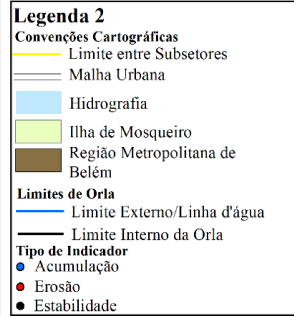 Legenda 2
Convenções Cartográficas
Limite entre Subsetores
Malha Urbana
Hidrografia
Ilha de Mosqueiro
Região Metropolitana de
Belém
Limites de Orla
Limite Externo/Linha d'água
Limite Interno da Orla
Tipo de Indicador
Acumulação
Erosão
Estabilidade